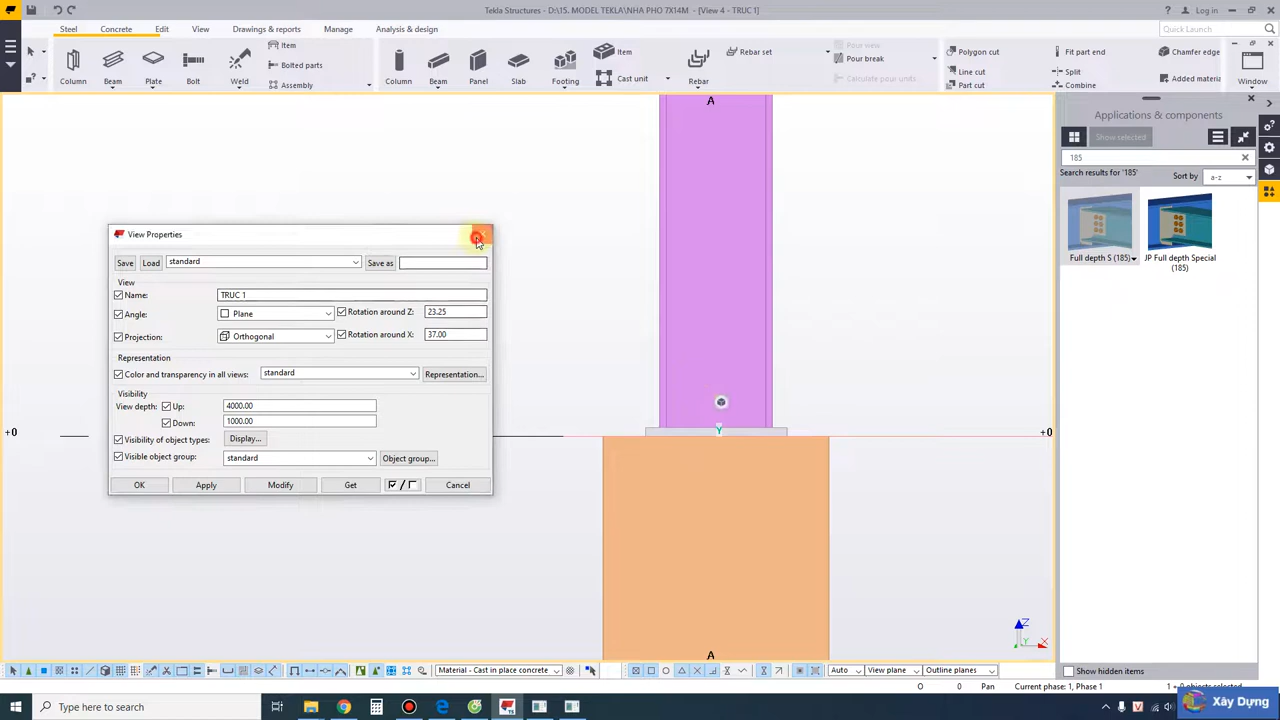 Tekla Structures - D:\15. MODEL TEKLA\NHA PHO 7X14M - [View 4 - TRUC 1]
Log in
Steel Concrete Edit View Drawings & reports Manage Analysis & design
Quick Launch
Item
Bolted parts
Assembly
Column Beam Plate Bolt Weld
Column Beam Panel Slab Footing
Item
Cast unit
Rebar
Rebar set
Pour view
Pour break
Calculate pour units
Polygon cut
Line cut
Part cut
Fit part end
Split
Combine
Chamfer edge
Added materia
Window
A
Applications & components
Show selected
185
Search results for '185'
Sort by
a-z
Full depth S (185)
JP Full depth Special
(185)
View Properties
Save Load standard Save as
View
Name: TRUC 1
Angle: Plane Rotation around Z: 23.25
Projection: Orthogonal Rotation around X: 37.00
Representation
Color and transparency in all views: standard Representation...
Visibility
View depth: Up: 4000.00
Down: 1000.00
Visibility of object types: Display...
Visible object group: standard Object group...
OK Apply Modify Get / Cancel
Y
+0 +0
A
Z
Y X
Material - Cast in place concrete
Auto View plane Outline planes
Show hidden items
O 0 Pan Current phase: 1, Phase 1
Type here to search
Xây Dựng